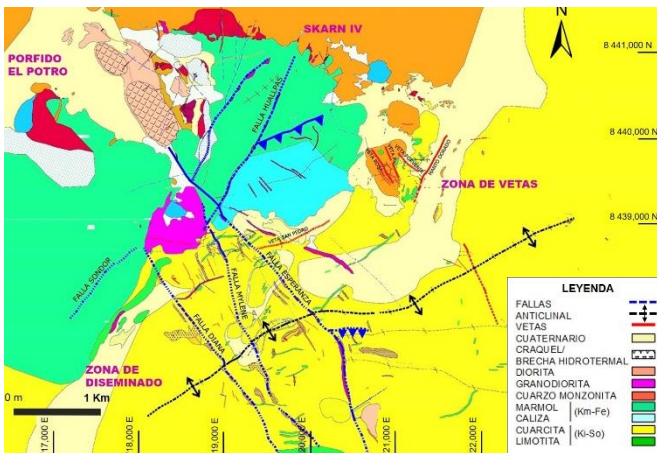 SKARN IV
N
8 441,000 N
PORFIDO
EL POTRO
FALLA HUALLPAS
8 440,000 N
MANTO DORADO
ZONA DE VETAS
8 439,000 N
VETA SAN PEDRO
FALLA SONDOR
FALLA ESPERANZA
FALLA MYLENE
FALLA DIANA
ZONA DE
DISEMINADO
0 m
1 Km
17,000 E
18,000 E
19,000 E
20,000 E
21,000 E
22,000 E
LEYENDA
FALLAS
ANTICLINAL
VETAS
CUATERNARIO
CRAQUEL/
BRECHA HIDROTERMAL
DIORITA
GRANODIORITA
CUARZO MONZONITA
MARMOL
CALIZA
(Km-Fe)
CUARCITA
LIMOTITA
(Ki-So)